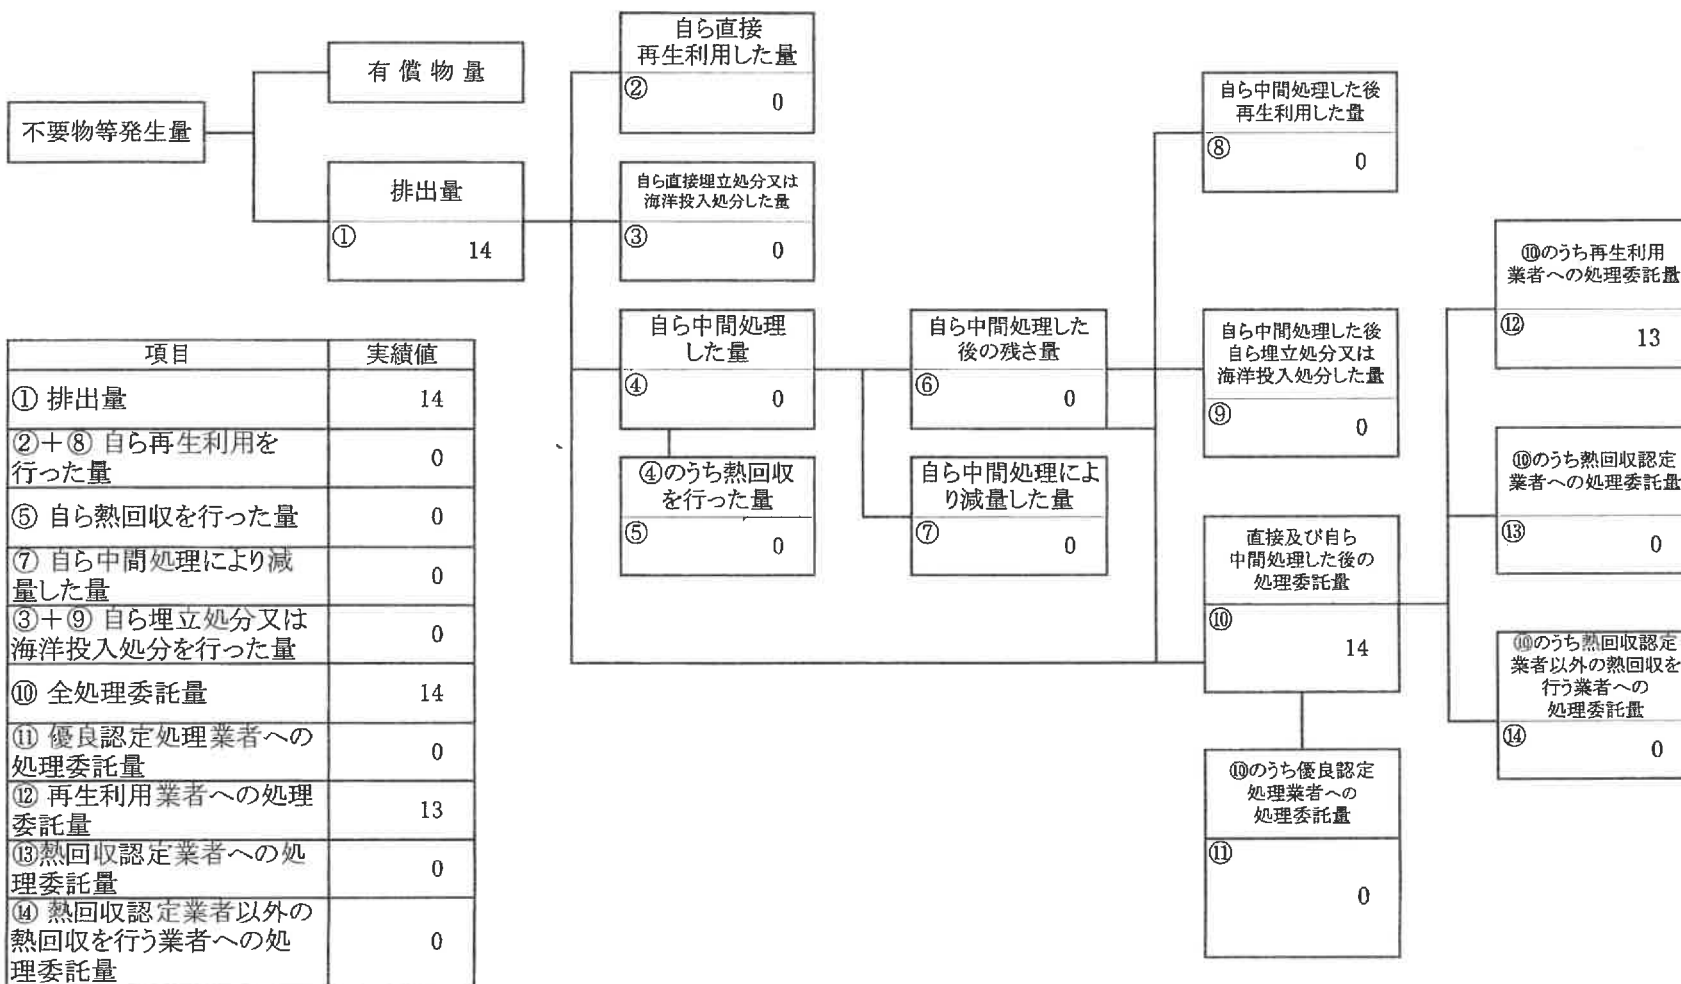 不要物等発生量
有償物量
排出量
①
14
自ら直接
再生利用した量
②
0
自ら直接埋立処分又は
海洋投入処分した量
③
0
自ら中間処理
した量
④
0
④のうち熱回収
を行った量
⑤
0
自ら中間処理した
後の残さ量
⑥
0
自ら中間処理によ
り減量した量
⑦
0
自ら中間処理した後
再生利用した量
⑧
0
自ら中間処理した後
自ら埋立処分又は
海洋投入処分した量
⑨
0
直接及び自ら
中間処理した後の
処理委託量
⑩
14
⑩のうち優良認定
処理業者への
処理委託量
⑪
0
⑩のうち再生利用
業者への処理委託量
⑫
13
⑩のうち熱回収認定
業者への処理委託量
⑬
0
⑩のうち熱回収認定
業者以外の熱回収を
行う業者への
処理委託量
⑭
0
項目 実績値
① 排出量 14
②+⑧ 自ら再生利用を
行った量 0
⑤ 自ら熱回収を行った量 0
⑦ 自ら中間処理により減
量した量 0
③+⑨ 自ら埋立処分又は
海洋投入処分を行った量 0
⑩ 全処理委託量 14
⑪ 優良認定処理業者への
処理委託量 0
⑫ 再生利用業者への処理
委託量 13
⑬熱回収認定業者への処
理委託量 0
⑭ 熱回収認定業者以外の
熱回収を行う業者への処
理委託量 0